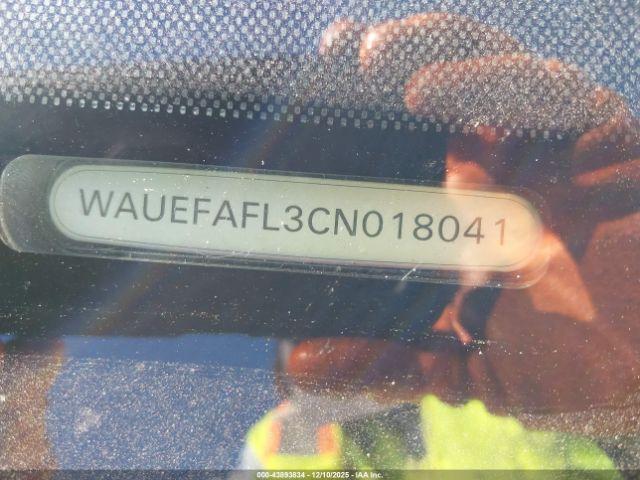 WAUEFAFL3CN018041
000-43893834 - 12/10/2025 - IAA Inc.